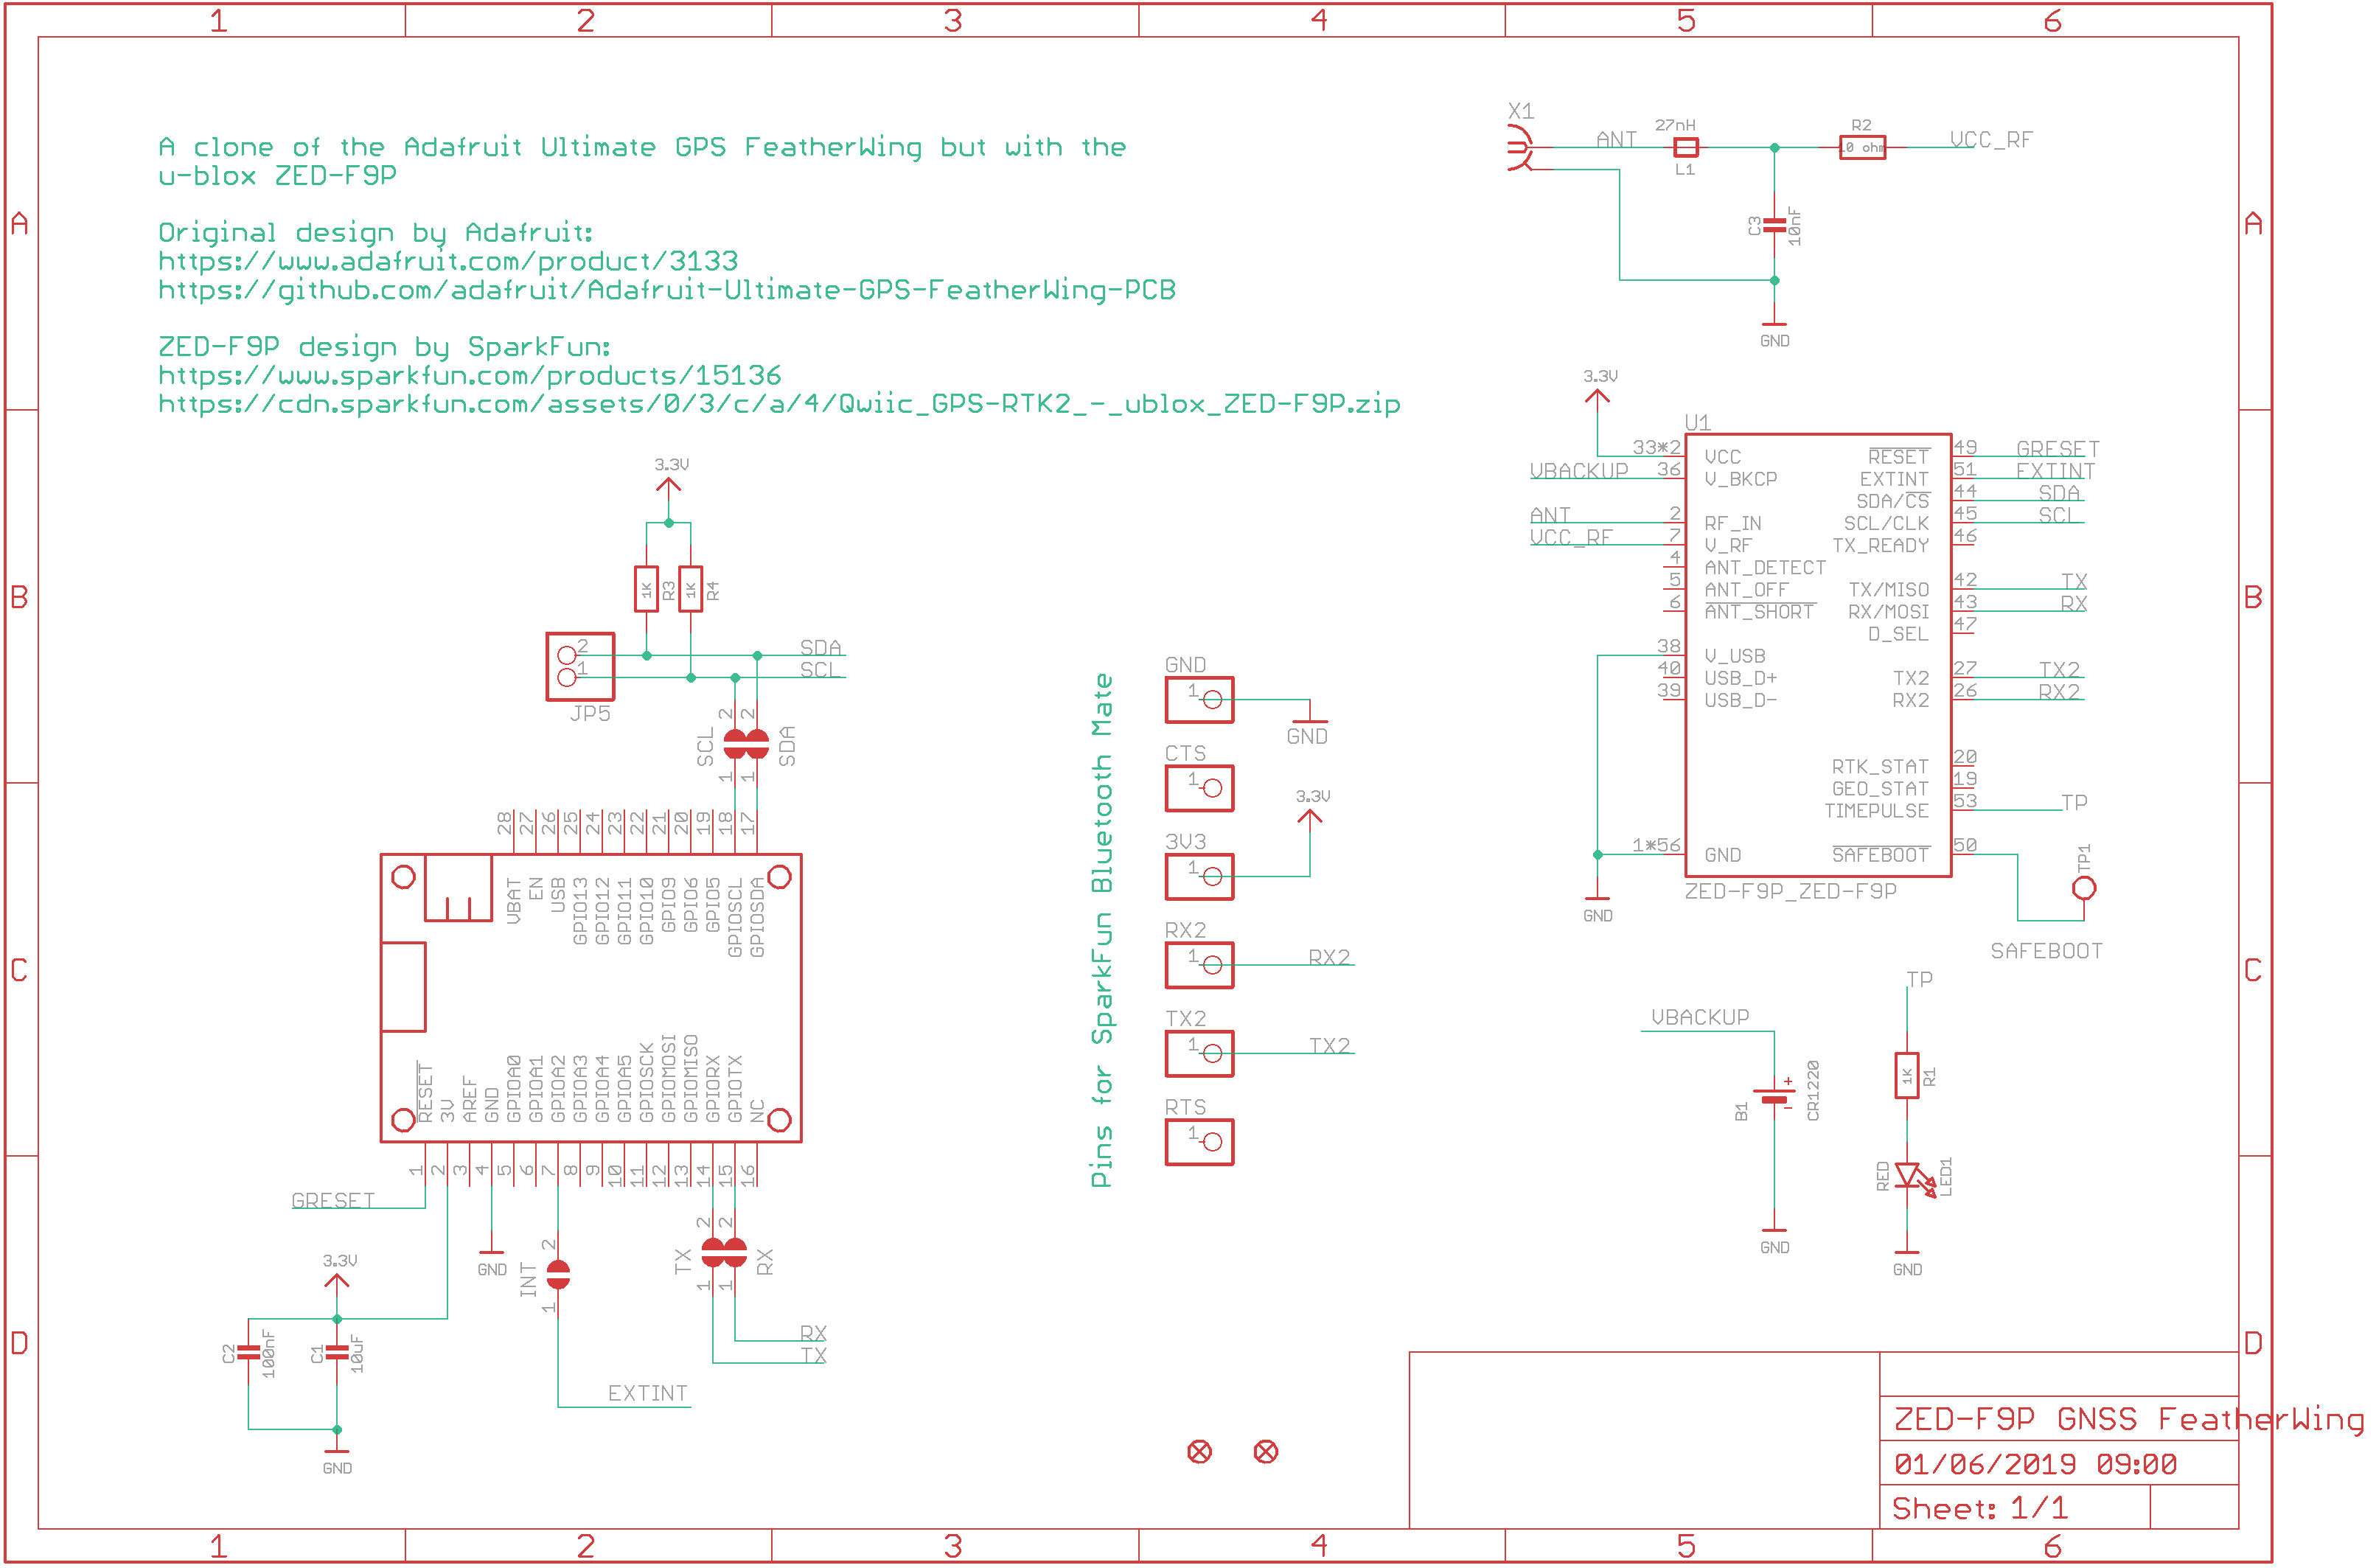 1 2 3 4 5 6
A clone of the Adafruit Ultimate GPS FeatherWing but with the
u-blox ZED-F9P
Original design by Adafruit:
https://www.adafruit.com/product/3133
https://github.com/adafruit/Adafruit-Ultimate-GPS-FeatherWing-PCB
ZED-F9P design by SparkFun:
https://www.sparkfun.com/products/15136
https://cdn.sparkfun.com/assets/0/3/c/a/4/Qwiic_GPS-RTK2_-_ublox_ZED-F9P.zip
A
B
C
D
X1
ANT
27nH
L1
R2
10 ohm
VCC_RF
C3
10nF
GND
A
B
C
D
3.3V
U1
33*2 VCC
VBACKUP 36 V_BKCP
ANT 2 RF_IN
VCC_RF 7 V_RF
4 ANT_DETECT
5 ANT_OFF
6 ANT_SHORT
38 V_USB
40 USB_D+
39 USB_D-
1*56 GND
GND
RESET 49 GRESET
EXTINT 51 EXTINT
SDA/CS 44 SDA
SCL/CLK 45 SCL
TX_READY 46
TX/MISO 42 TX
RX/MOSI 43 RX
D_SEL 47
TX2 27 TX2
RX2 26 RX2
RTK_STAT 20
GEO_STAT 19
TIMEPULSE 53 TP
SAFEBOOT 50
ZED-F9P_ZED-F9P
TP1
SAFEBOOT
3.3V
1K
R3
1K
R4
2
1
JP5
SDA
SCL
SCL
2
2
SDA
1
1
28 27 26 25 24 23 22 21 20 19 18 17
VBAT EN USB GPIO13 GPIO12 GPIO11 GPIO10 GPIO9 GPIO6 GPIO5 GPIOSCL GPIOSDA
RESET 3V AREF GND GPIOA0 GPIOA1 GPIOA2 GPIOA3 GPIOA4 GPIOA5 GPIOSCK GPIOMOSI GPIOMISO GPIORX GPIOTX NC
1 2 3 4 5 6 7 8 9 10 11 12 13 14 15 16
GRESET
GND
INT
2
1
TX
2
2
RX
1
1
RX
TX
EXTINT
3.3V
C2
100nF
C1
10uF
GND
Pins for SparkFun Bluetooth Mate
GND
1
GND
CTS
1
3.3V
3V3
1
RX2
1
RX2
TX2
1
TX2
RTS
1
VBACKUP
B1
+
-
CR1220
GND
TP
1K
R1
RED
LED1
GND
ZED-F9P GNSS FeatherWing
01/06/2019 09:00
Sheet: 1/1
1 2 3 4 5 6